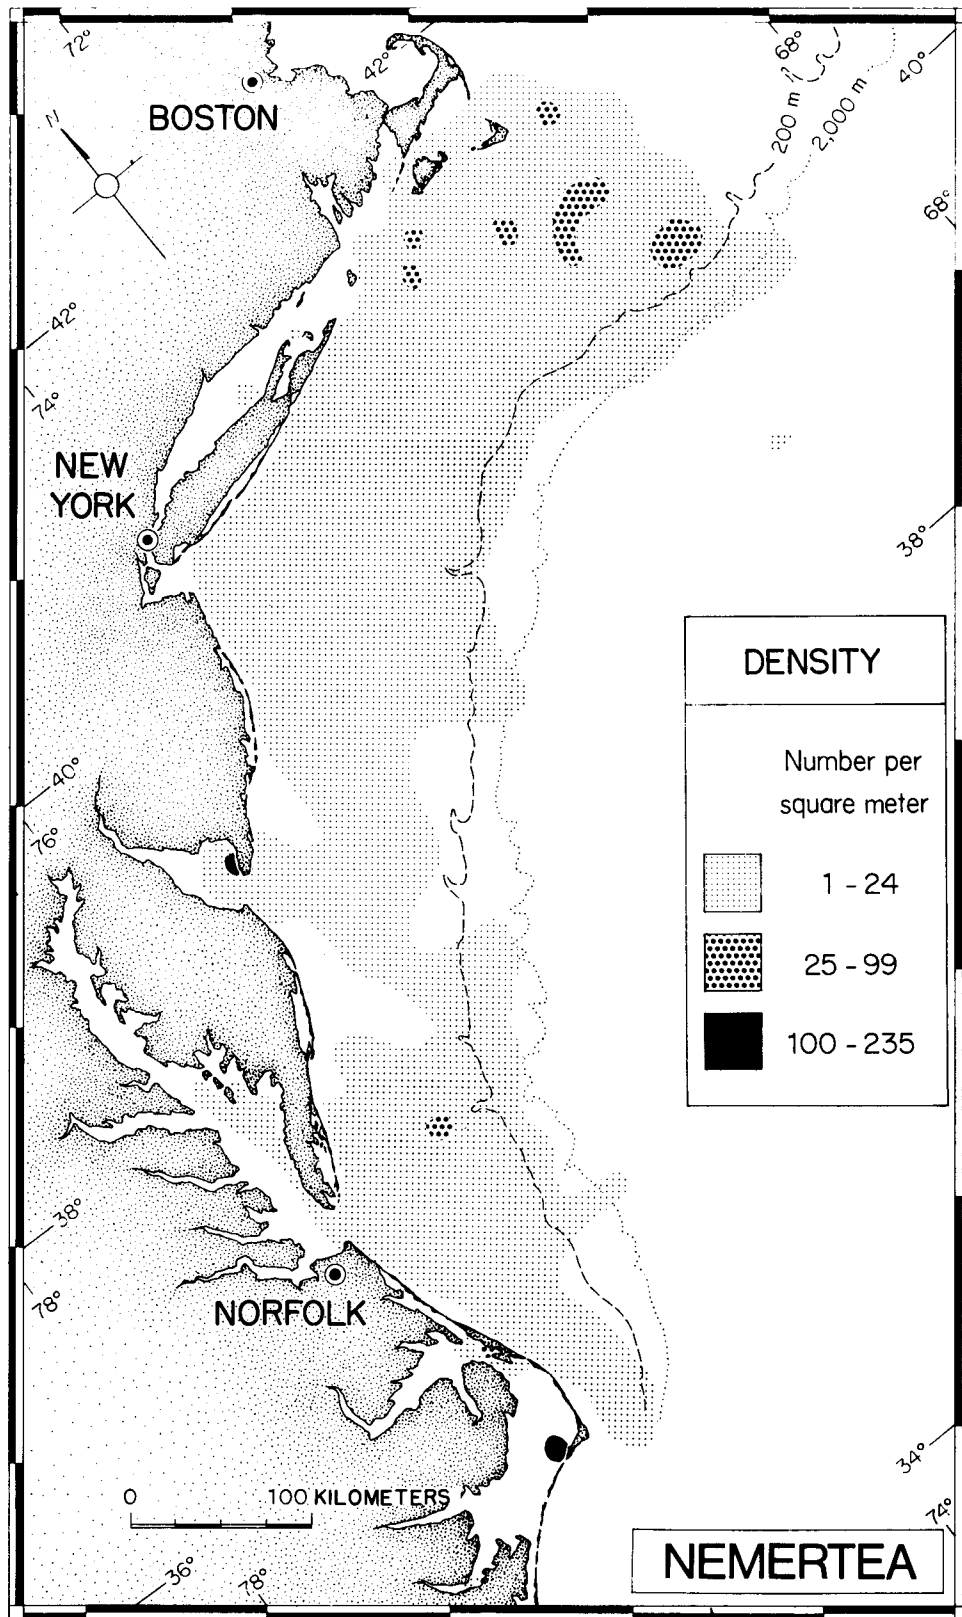 72°
42°
68°
40°
BOSTON
N
200 m
2,000 m
68°
42°
74°
NEW
YORK
38°
DENSITY
Number per
square meter
1 - 24
25 - 99
100 - 235
40°
76°
38°
78°
NORFOLK
34°
74°
0 100 KILOMETERS
36°
78°
NEMERTEA